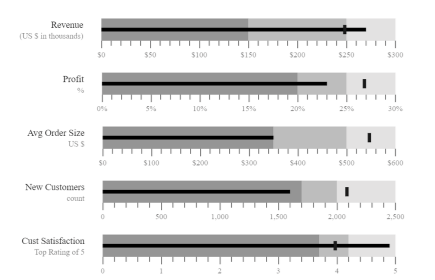 Revenue
(US $ in thousands)
$0 $50 $100 $150 $200 $250 $300
Profit
%
0% 5% 10% 15% 20% 25% 30%
Avg Order Size
US $
$0 $100 $200 $300 $400 $500 $600
New Customers
count
0 500 1,000 1,500 2,000 2,500
Cust Satisfaction
Top Rating of 5
0 1 2 3 4 5